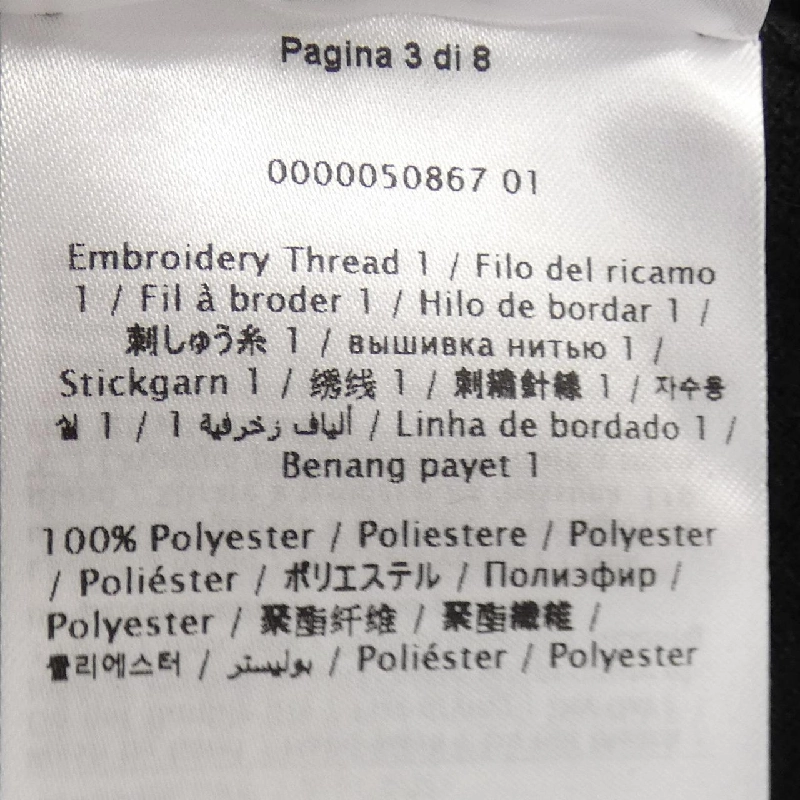 Pagina 3 di 8
0000050867 01
Embroidery Thread 1 / Filo del ricamo
1 / Fil à broder 1 / Hilo de bordar 1 /
刺しゅう糸 1 / вышивка нитью 1 /
Stickgarn 1 / 绣线 1 / 刺繡針線 1 / 자수용
실 1 / 1 ألياف زخرفية / Linha de bordado 1 /
Benang payet 1
100% Polyester / Poliestere / Polyester
/ Poliéster / ポリエステル / Полиэфир /
Polyester / 聚酯纤维 / 聚酯纖維 /
폴리에스터 / بوليستر / Poliéster / Polyester